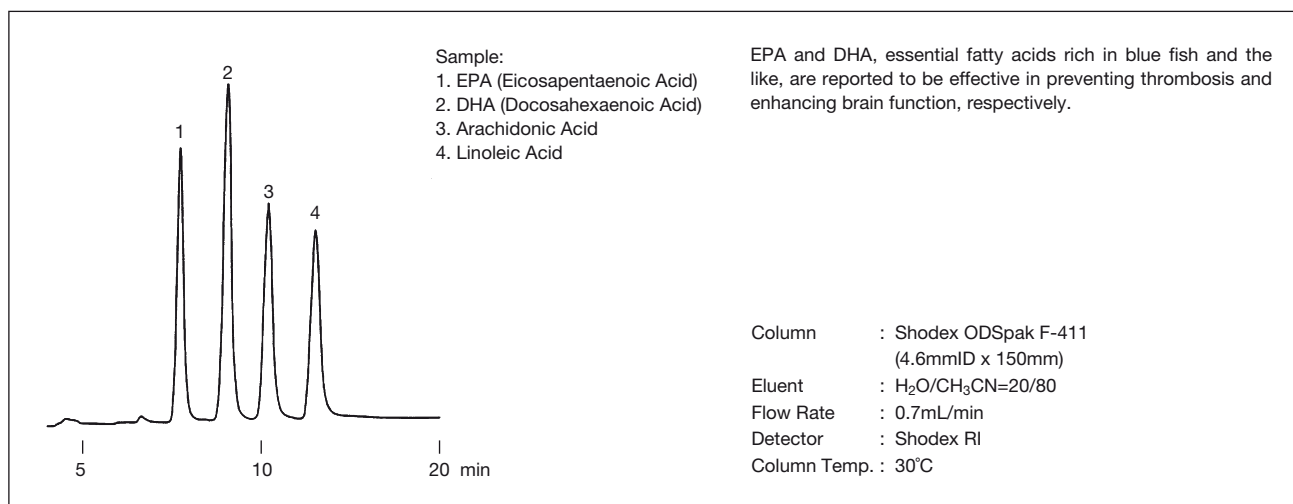 1
2
3
4
5
10
20 min
Sample:
1. EPA (Eicosapentaenoic Acid)
2. DHA (Docosahexaenoic Acid)
3. Arachidonic Acid
4. Linoleic Acid
EPA and DHA, essential fatty acids rich in blue fish and the
like, are reported to be effective in preventing thrombosis and
enhancing brain function, respectively.
Column : Shodex ODSpak F-411
(4.6mmID x 150mm)
Eluent : H₂O/CH₃CN=20/80
Flow Rate : 0.7mL/min
Detector : Shodex RI
Column Temp. : 30˚C